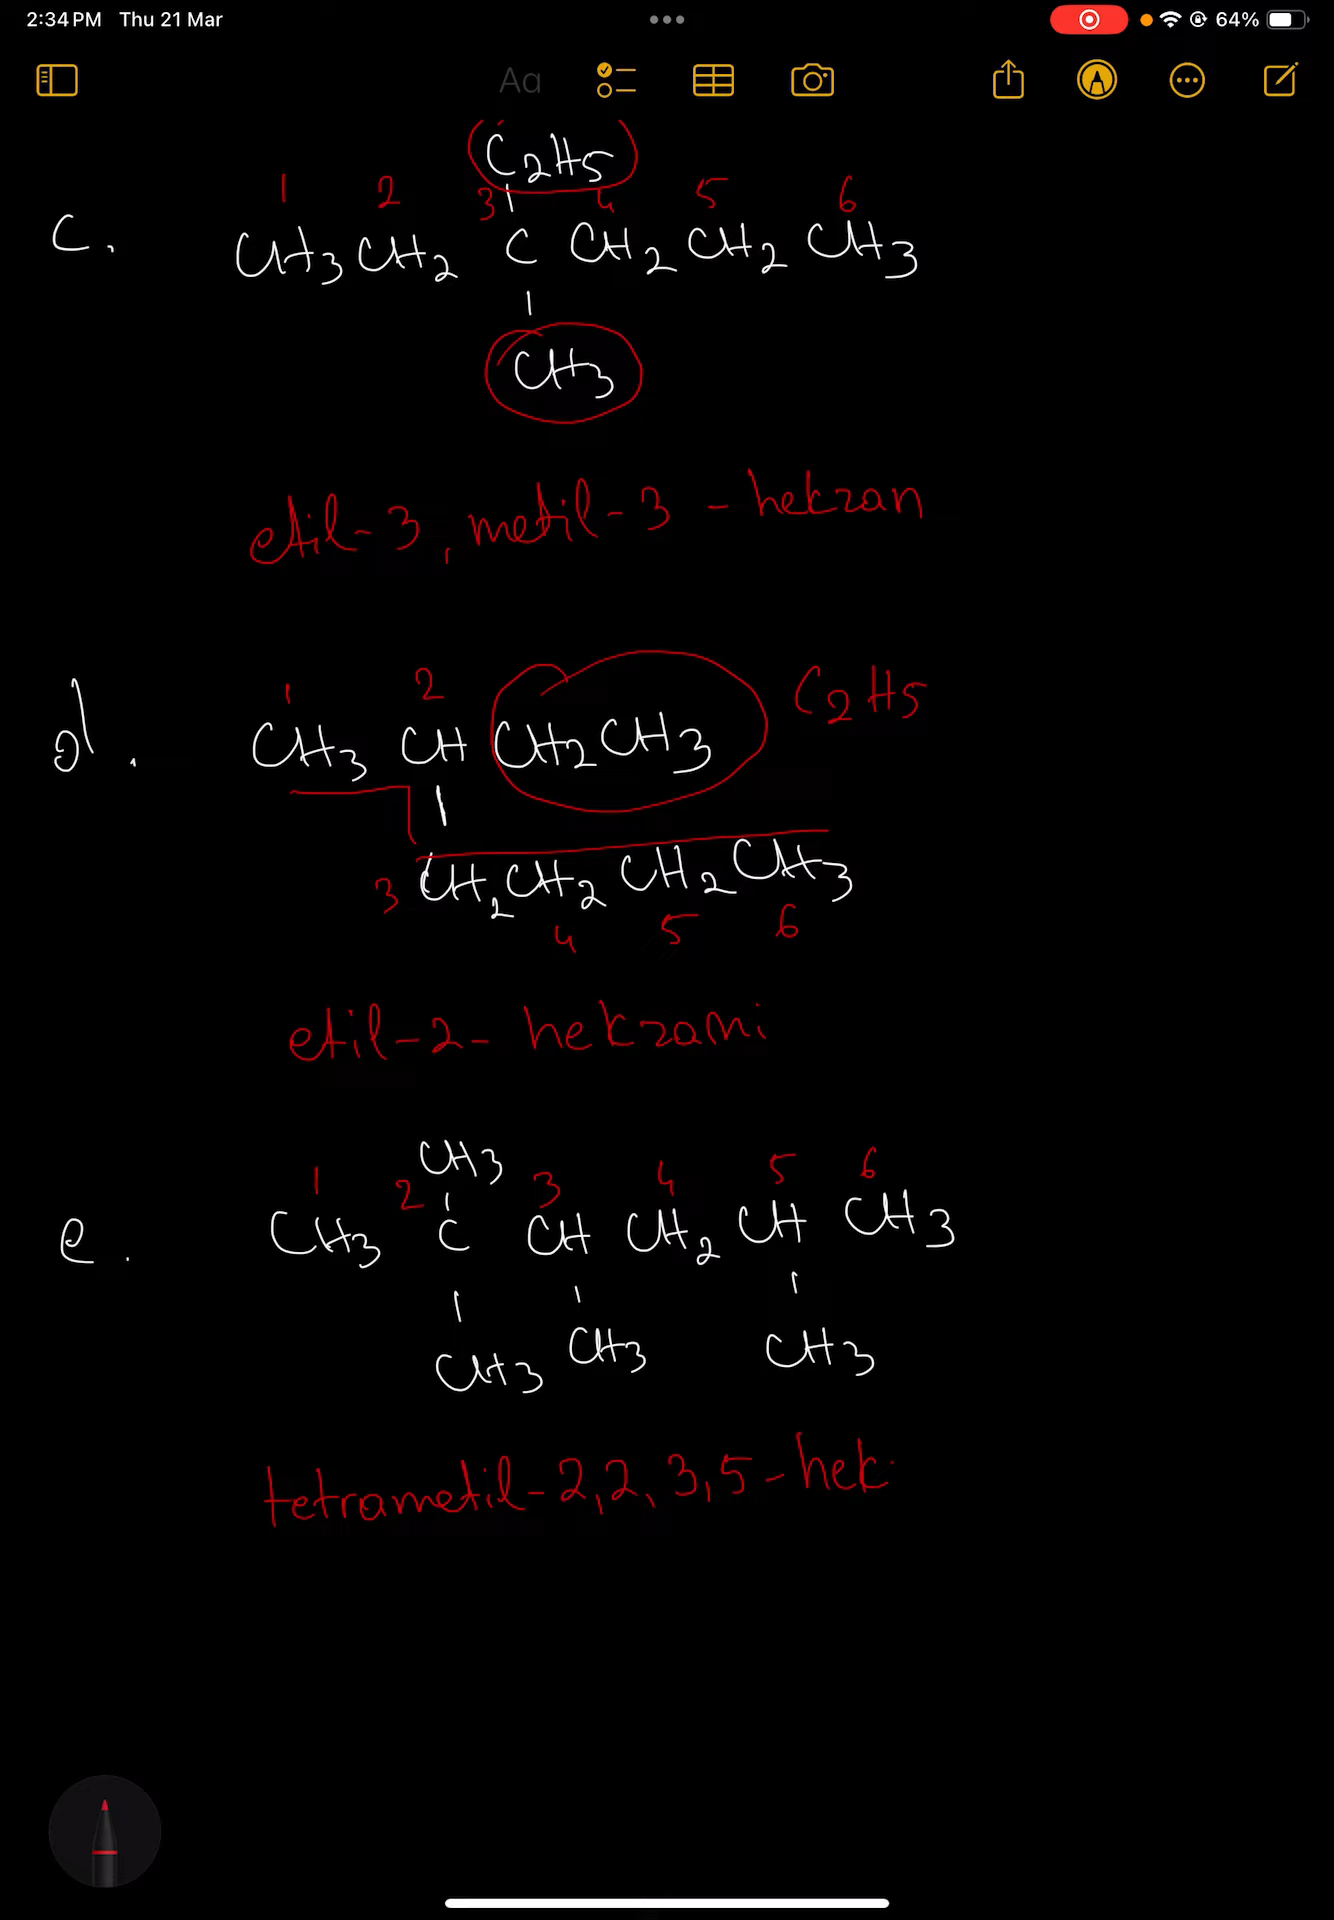 2:34 PM Thu 21 Mar
64%
Aa
C2H5
1 2 3 4 5 6
c. CH3 CH2 C CH2 CH2 CH3
CH3
etil-3, metil-3 - hekzan
1 2 C2H5
d. CH3 CH CH2 CH3
3 CH2 CH2 CH2 CH3
4 5 6
etil-2- hekzami
CH3
1 2 3 4 5 6
e. CH3 C CH CH2 CH CH3
CH3 CH3 CH3
tetrametil-2,2,3,5-hek